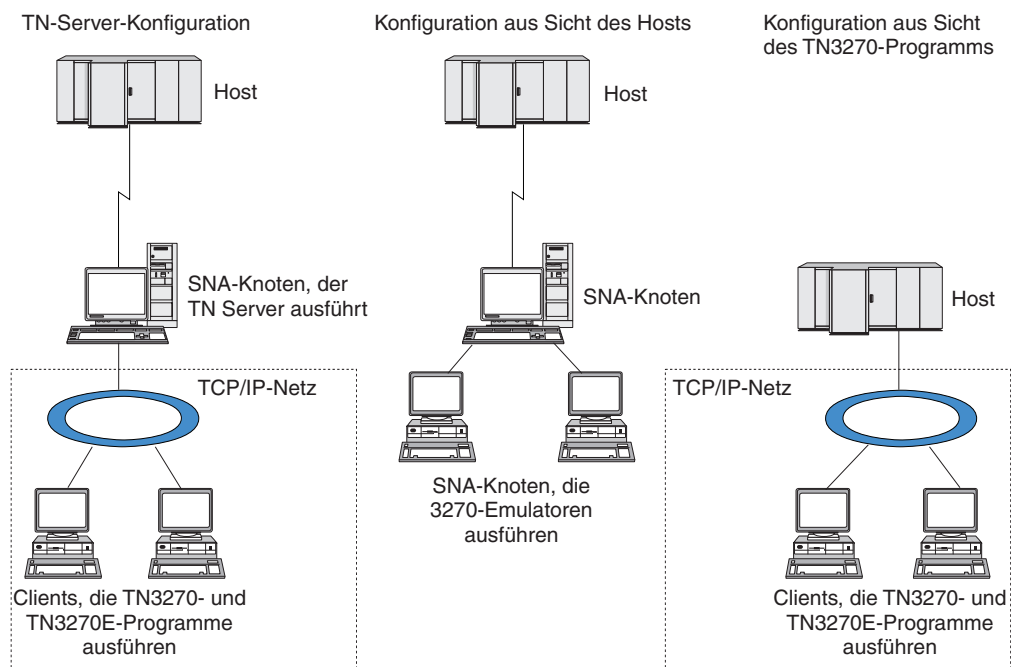 TN-Server-Konfiguration
Host
SNA-Knoten, der
TN Server ausführt
TCP/IP-Netz
Clients, die TN3270- und
TN3270E-Programme
ausführen
Konfiguration aus Sicht des Hosts
Host
SNA-Knoten
SNA-Knoten, die
3270-Emulatoren
ausführen
Konfiguration aus Sicht
des TN3270-Programms
Host
TCP/IP-Netz
Clients, die TN3270- und
TN3270E-Programme
ausführen